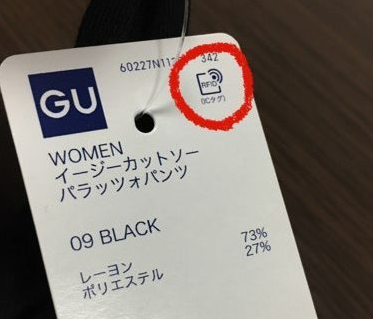 342
GU
RFID
(ICタグ)
WOMEN
イージーカットソー
パラッツォパンツ
09 BLACK
レーヨン 73%
ポリエステル 27%